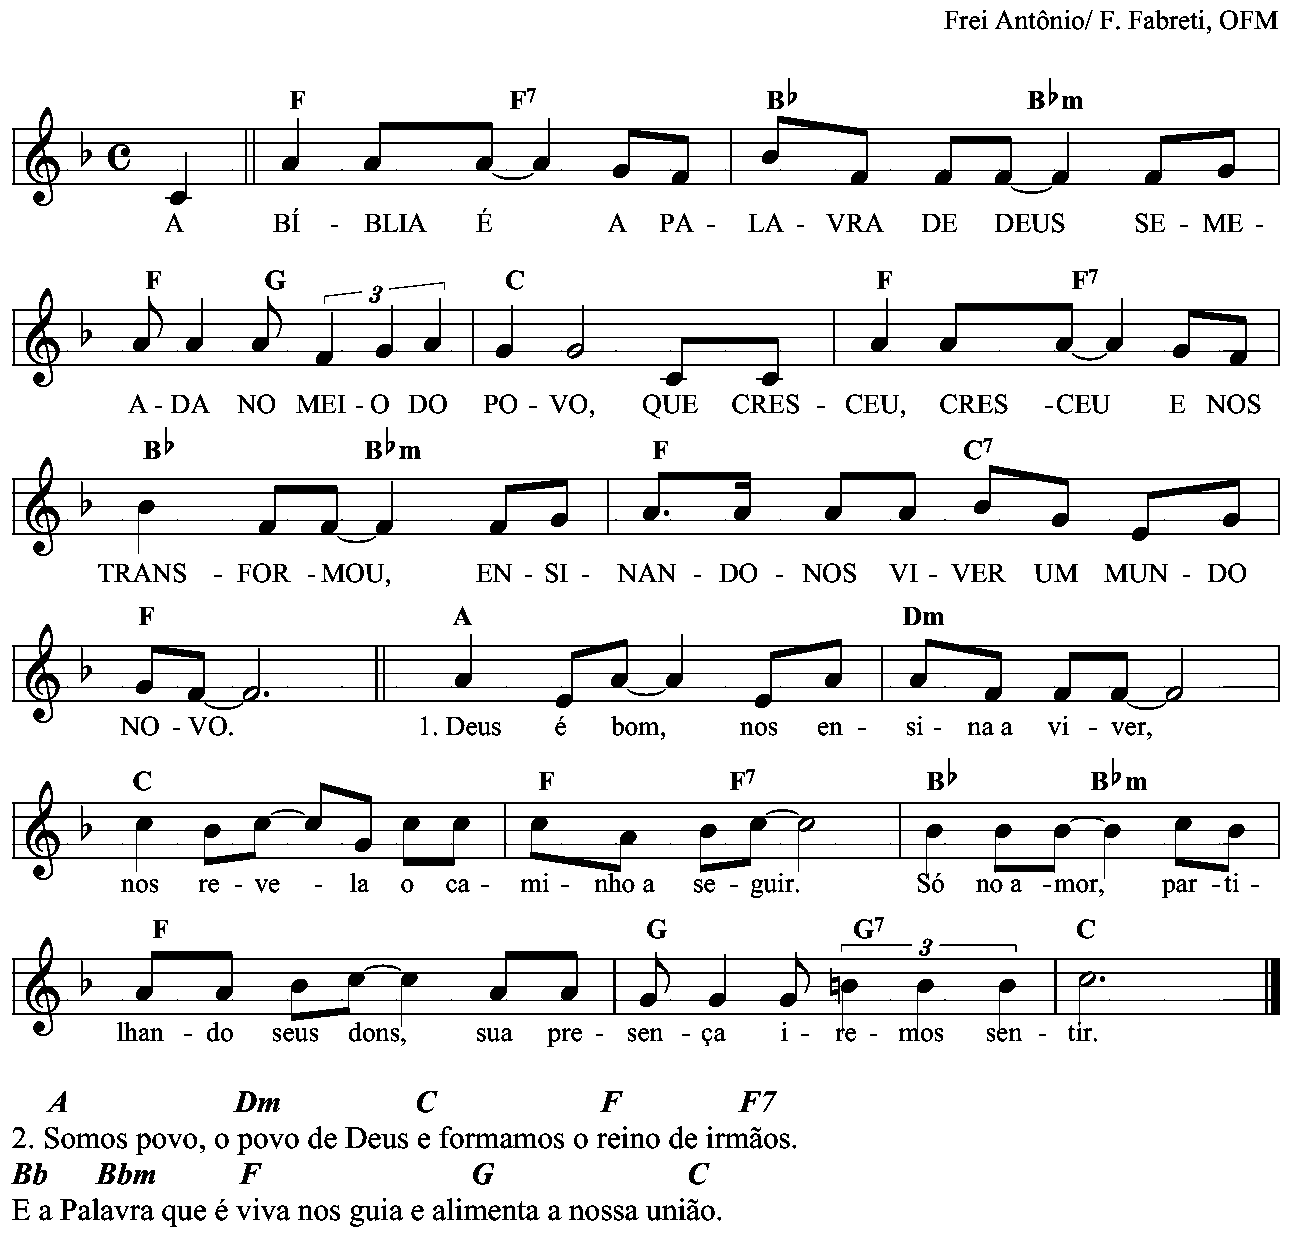 Frei Antônio/ F. Fabreti, OFM
F F7 B♭ B♭m
A BÍ - BLIA É A PA - LA - VRA DE DEUS SE - ME -
F G 3 C F F7
A - DA NO MEI - O DO PO - VO, QUE CRES - CEU, CRES -CEU E NOS
B♭ B♭m F C7
TRANS - FOR - MOU, EN - SI - NAN - DO - NOS VI - VER UM MUN - DO
F A Dm
NO - VO. 1. Deus é bom, nos en - si - na a vi - ver,
C F F7 B♭ B♭m
nos re - ve - la o ca - mi - nho a se - guir. Só no a -mor, par - ti -
F G G7 3 C
lhan - do seus dons, sua pre - sen - ça i - re - mos sen - tir.
A Dm C F F7
2. Somos povo, o povo de Deus e formamos o reino de irmãos.
Bb Bbm F G C
E a Palavra que é viva nos guia e alimenta a nossa união.